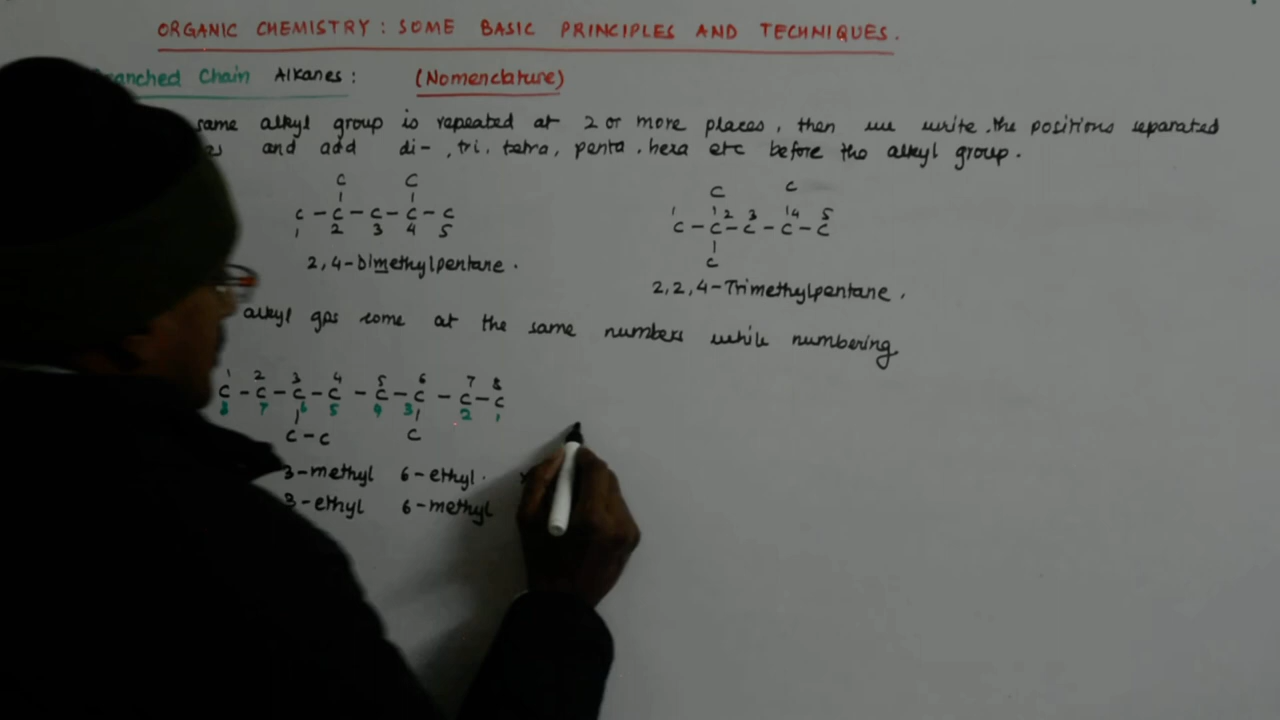 ORGANIC CHEMISTRY : SOME BASIC PRINCIPLES AND TECHNIQUES.
anched Chain Alkanes : (Nomenclature)
same alkyl group is repeated at 2 or more places, then we write the positions separated
and add di-, tri, tetra, penta, hexa etc before the alkyl group.
C C
C - C - C - C - C
1 2 3 4 5
2,4-Dimethylpentane.
C C
1 2 3 4 5
C - C - C - C - C
C
2,2,4-Trimethylpentane.
alkyl gps come at the same numbers while numbering
1 2 3 4 5 6 7 8
C - C - C - C - C - C - C - C
8 7 6 5 4 3 2 1
C - C C
3-methyl 6-ethyl.
3-ethyl 6-methyl